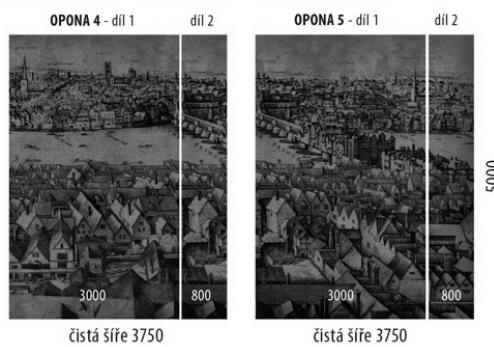 OPONA 4 - díl 1
díl 2
3000
800
čistá šíře 3750
OPONA 5 - díl 1
díl 2
3000
800
čistá šíře 3750
5000